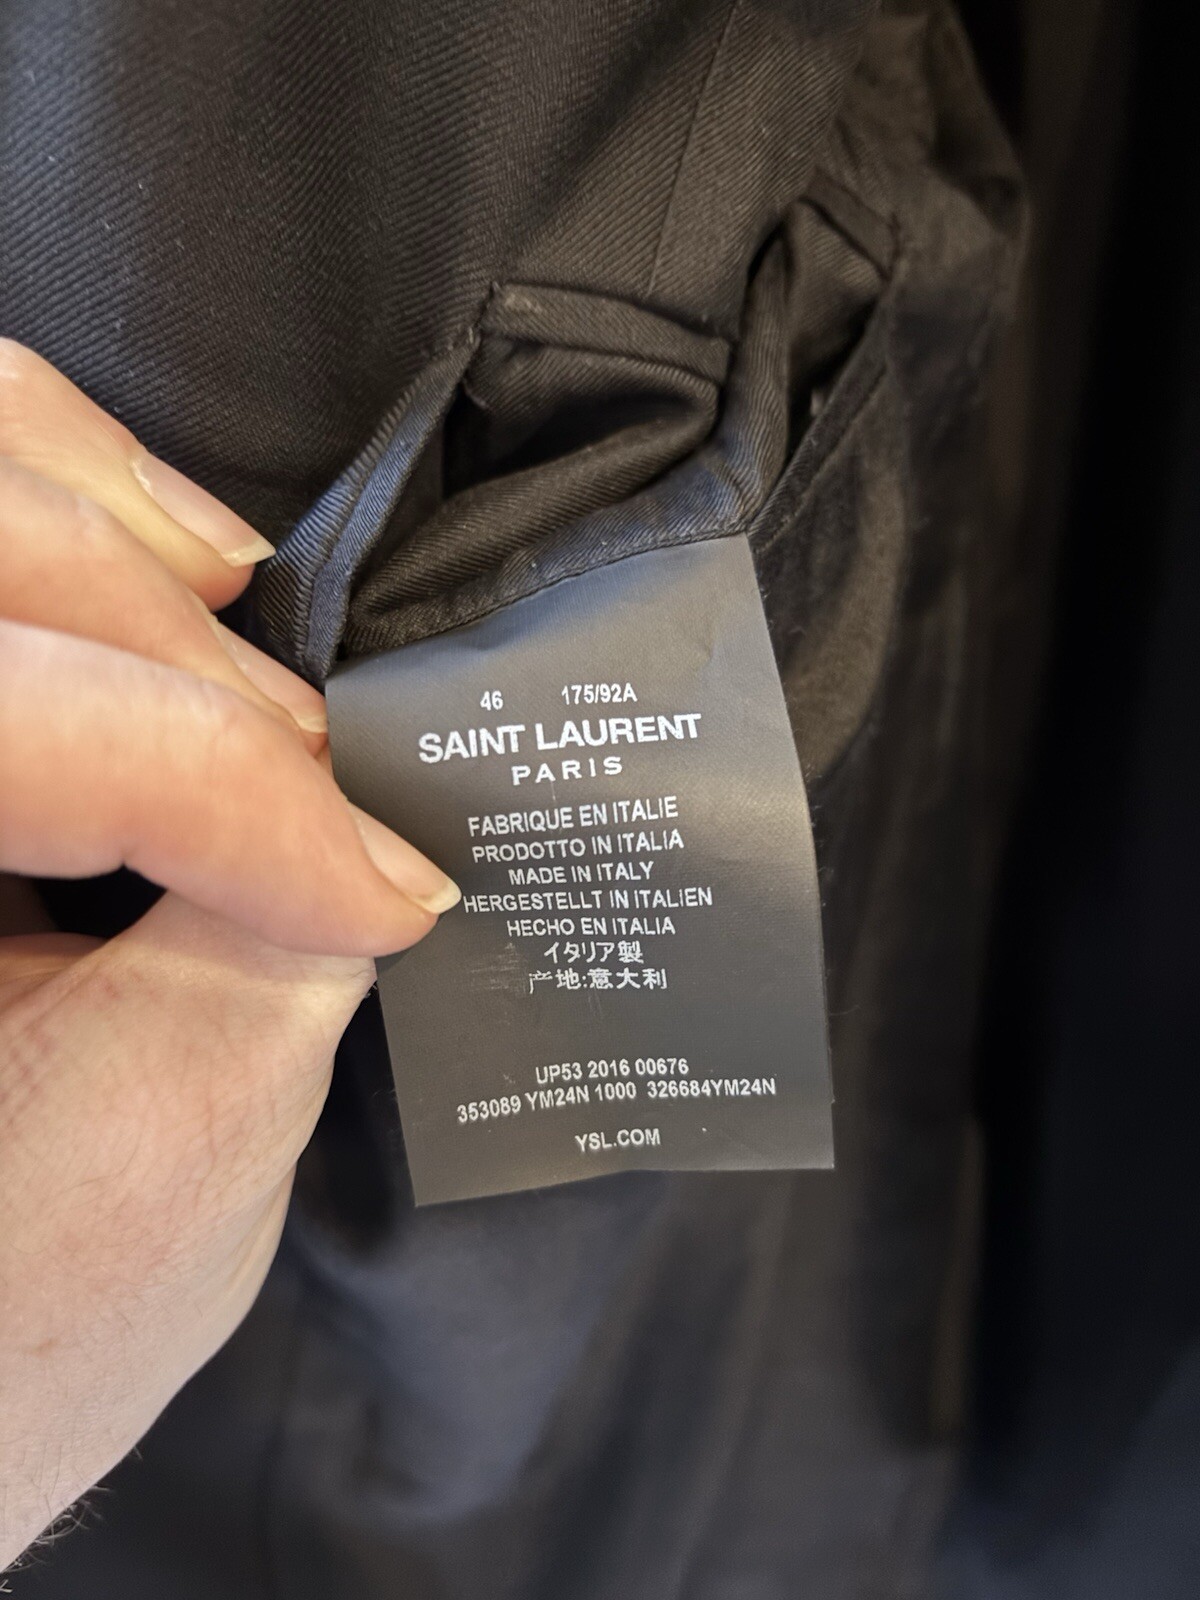 46 175/92A
SAINT LAURENT
PARIS
FABRIQUE EN ITALIE
PRODOTTO IN ITALIA
MADE IN ITALY
HERGESTELLT IN ITALIEN
HECHO EN ITALIA
イタリア製
产地:意大利
UP53 2016 00676
353089 YM24N 1000 326684YM24N
YSL.COM